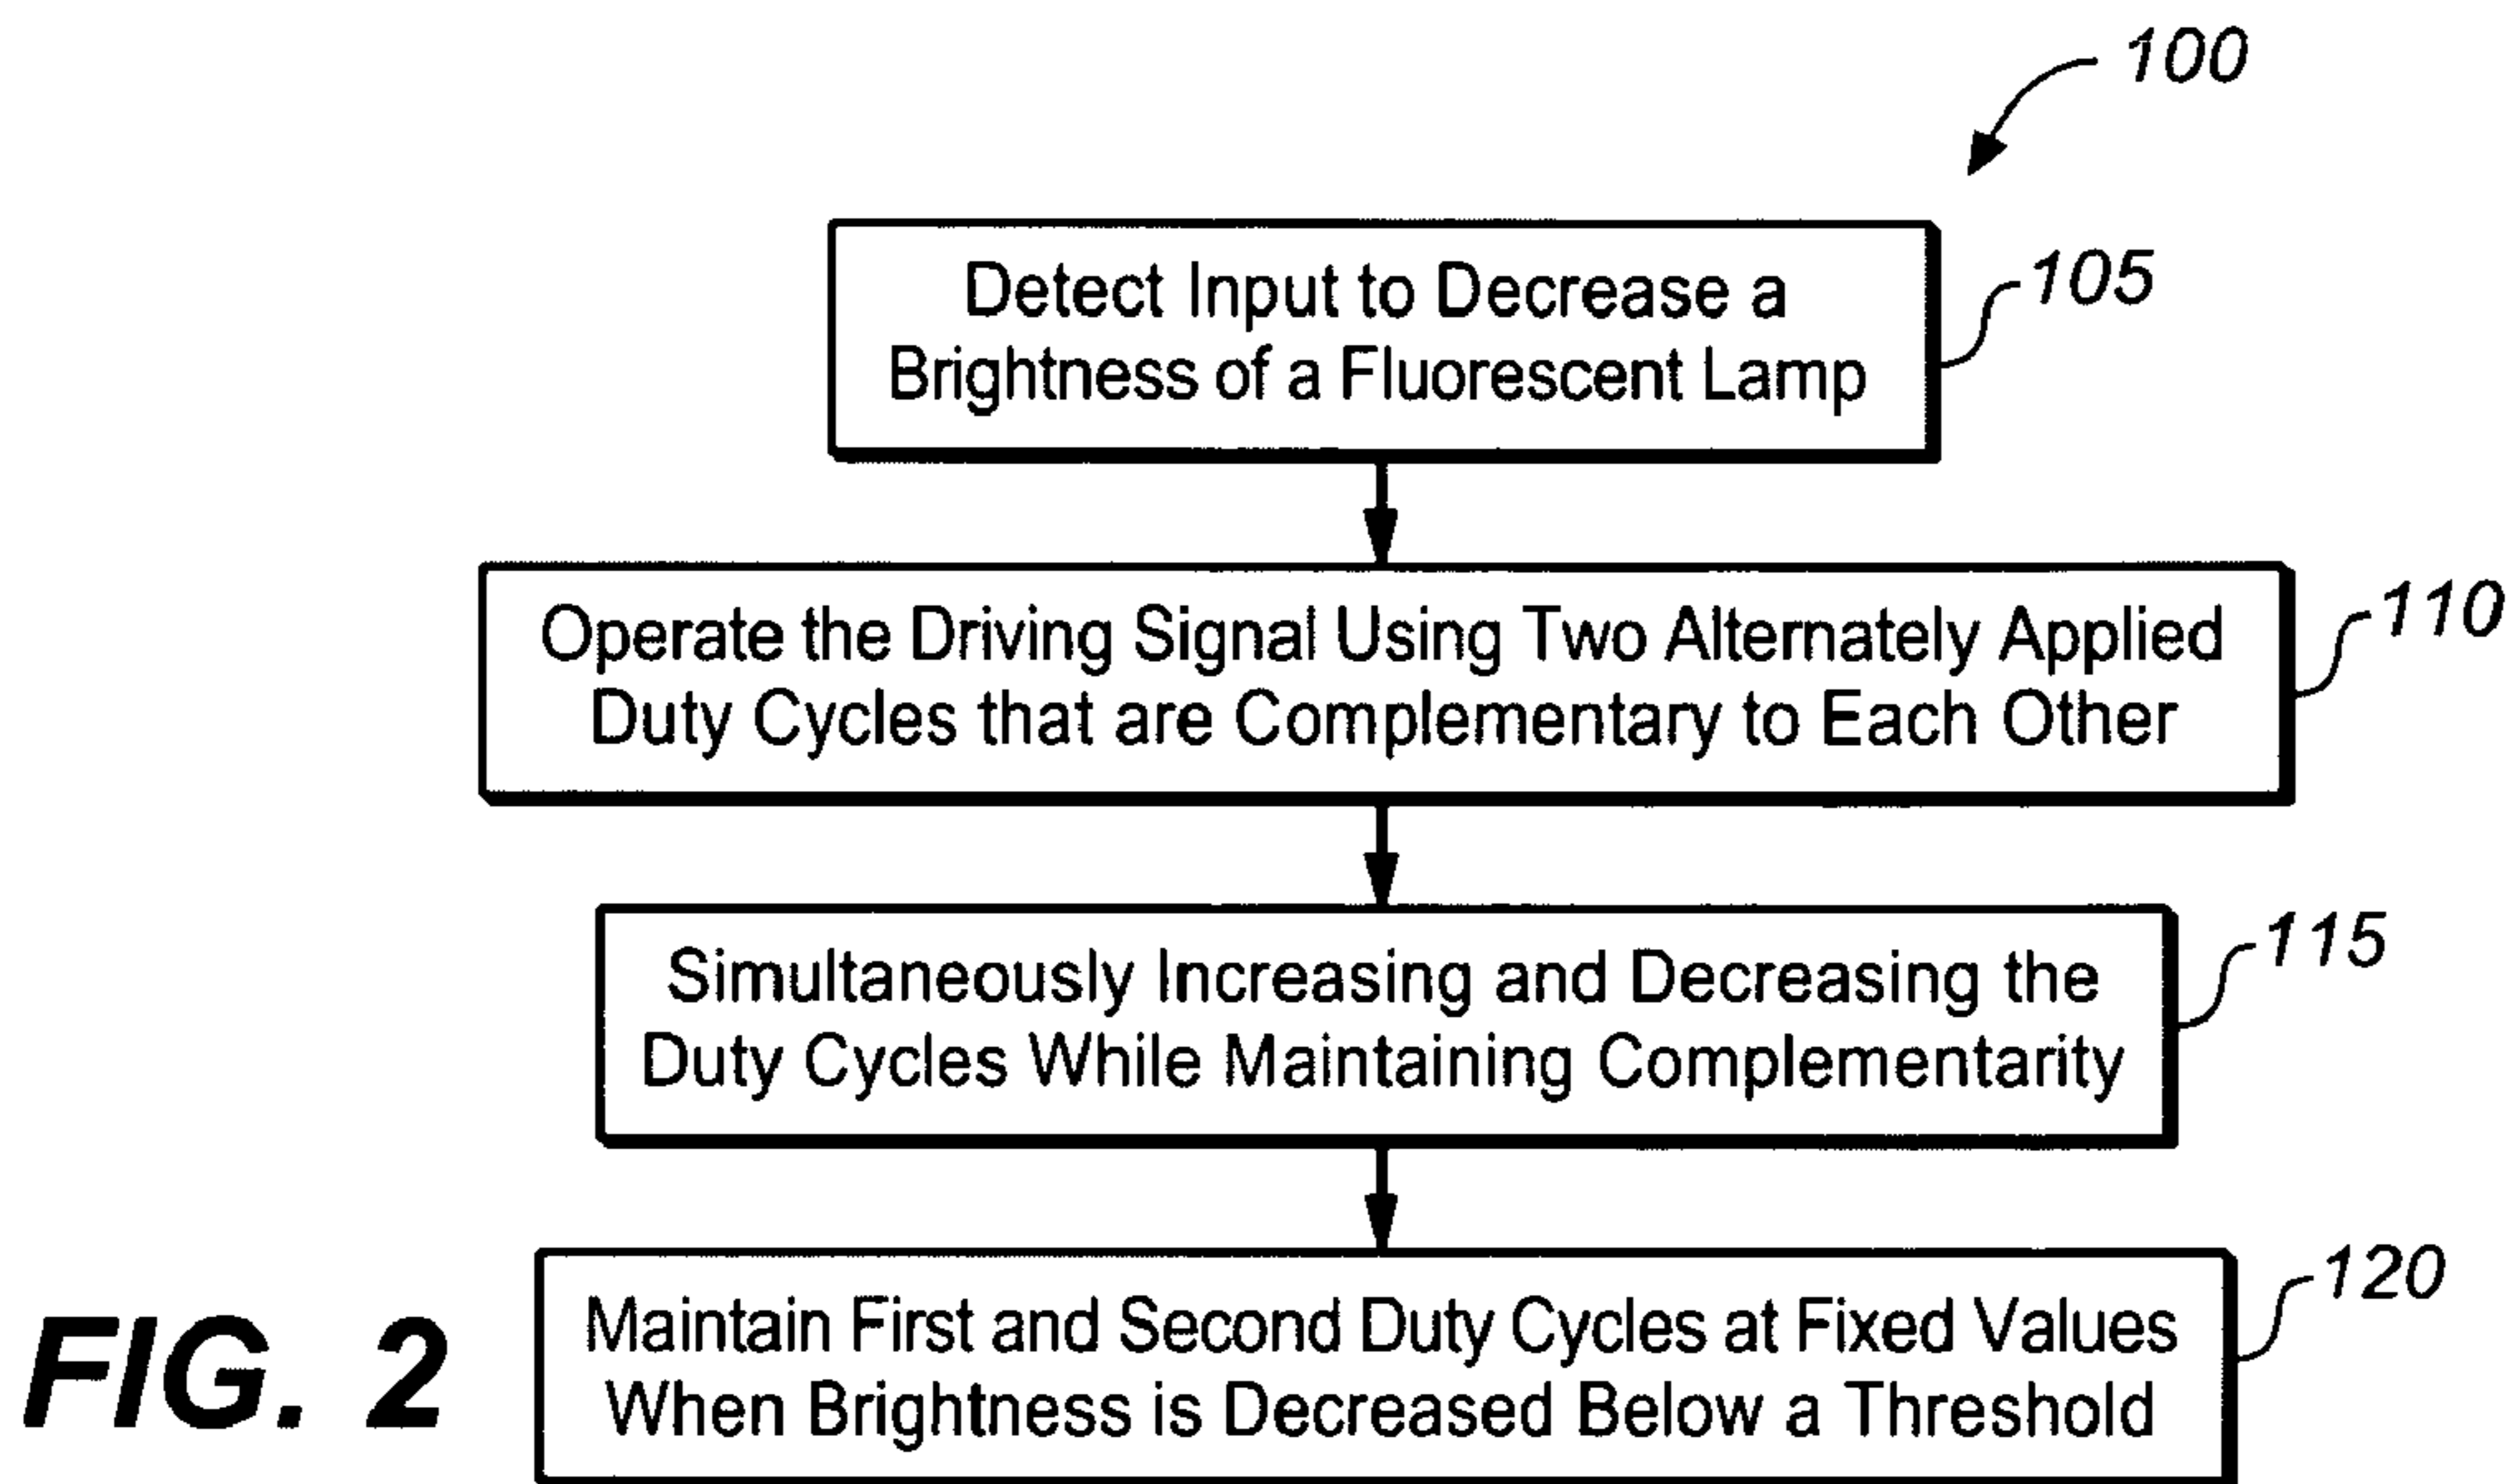 100
Detect Input to Decrease a
Brightness of a Fluorescent Lamp
105
Operate the Driving Signal Using Two Alternately Applied
Duty Cycles that are Complementary to Each Other
110
Simultaneously Increasing and Decreasing the
Duty Cycles While Maintaining Complementarity
115
Maintain First and Second Duty Cycles at Fixed Values
When Brightness is Decreased Below a Threshold
120
FIG. 2